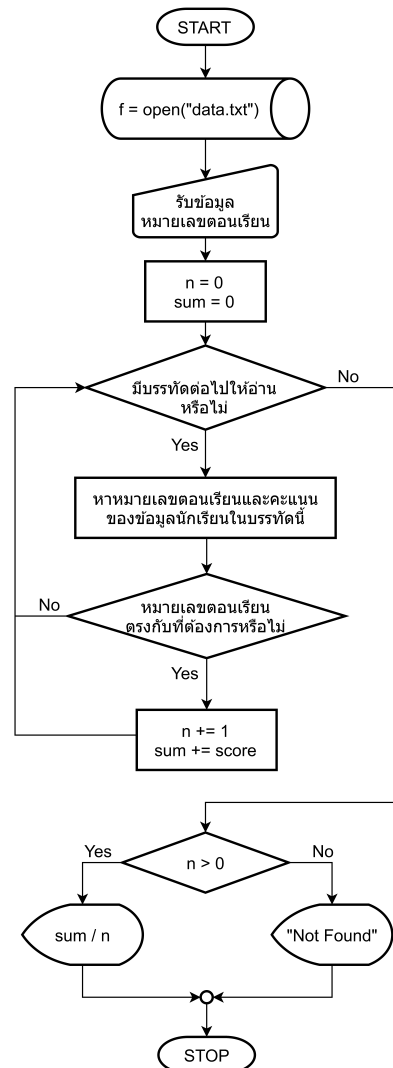 START
f = open("data.txt")
รับข้อมูล
หมายเลขตอนเรียน
n = 0
sum = 0
มีบรรทัดต่อไปให้อ่าน
หรือไม่
No
Yes
หาหมายเลขตอนเรียนและคะแนน
ของข้อมูลนักเรียนในบรรทัดนี้
หมายเลขตอนเรียน
ตรงกับที่ต้องการหรือไม่
No
Yes
n += 1
sum += score
n > 0
Yes
No
sum / n
"Not Found"
STOP